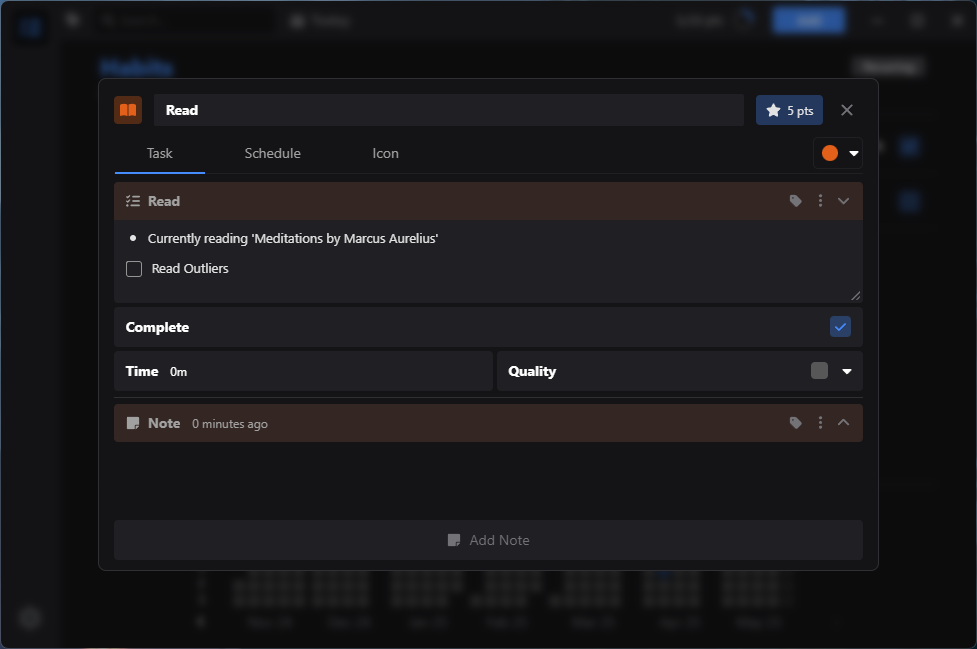 Habits
Read
5 pts
Task
Schedule
Icon
Read
Currently reading 'Meditations by Marcus Aurelius'
Read Outliers
Complete
Time 0m
Quality
Note 0 minutes ago
Add Note